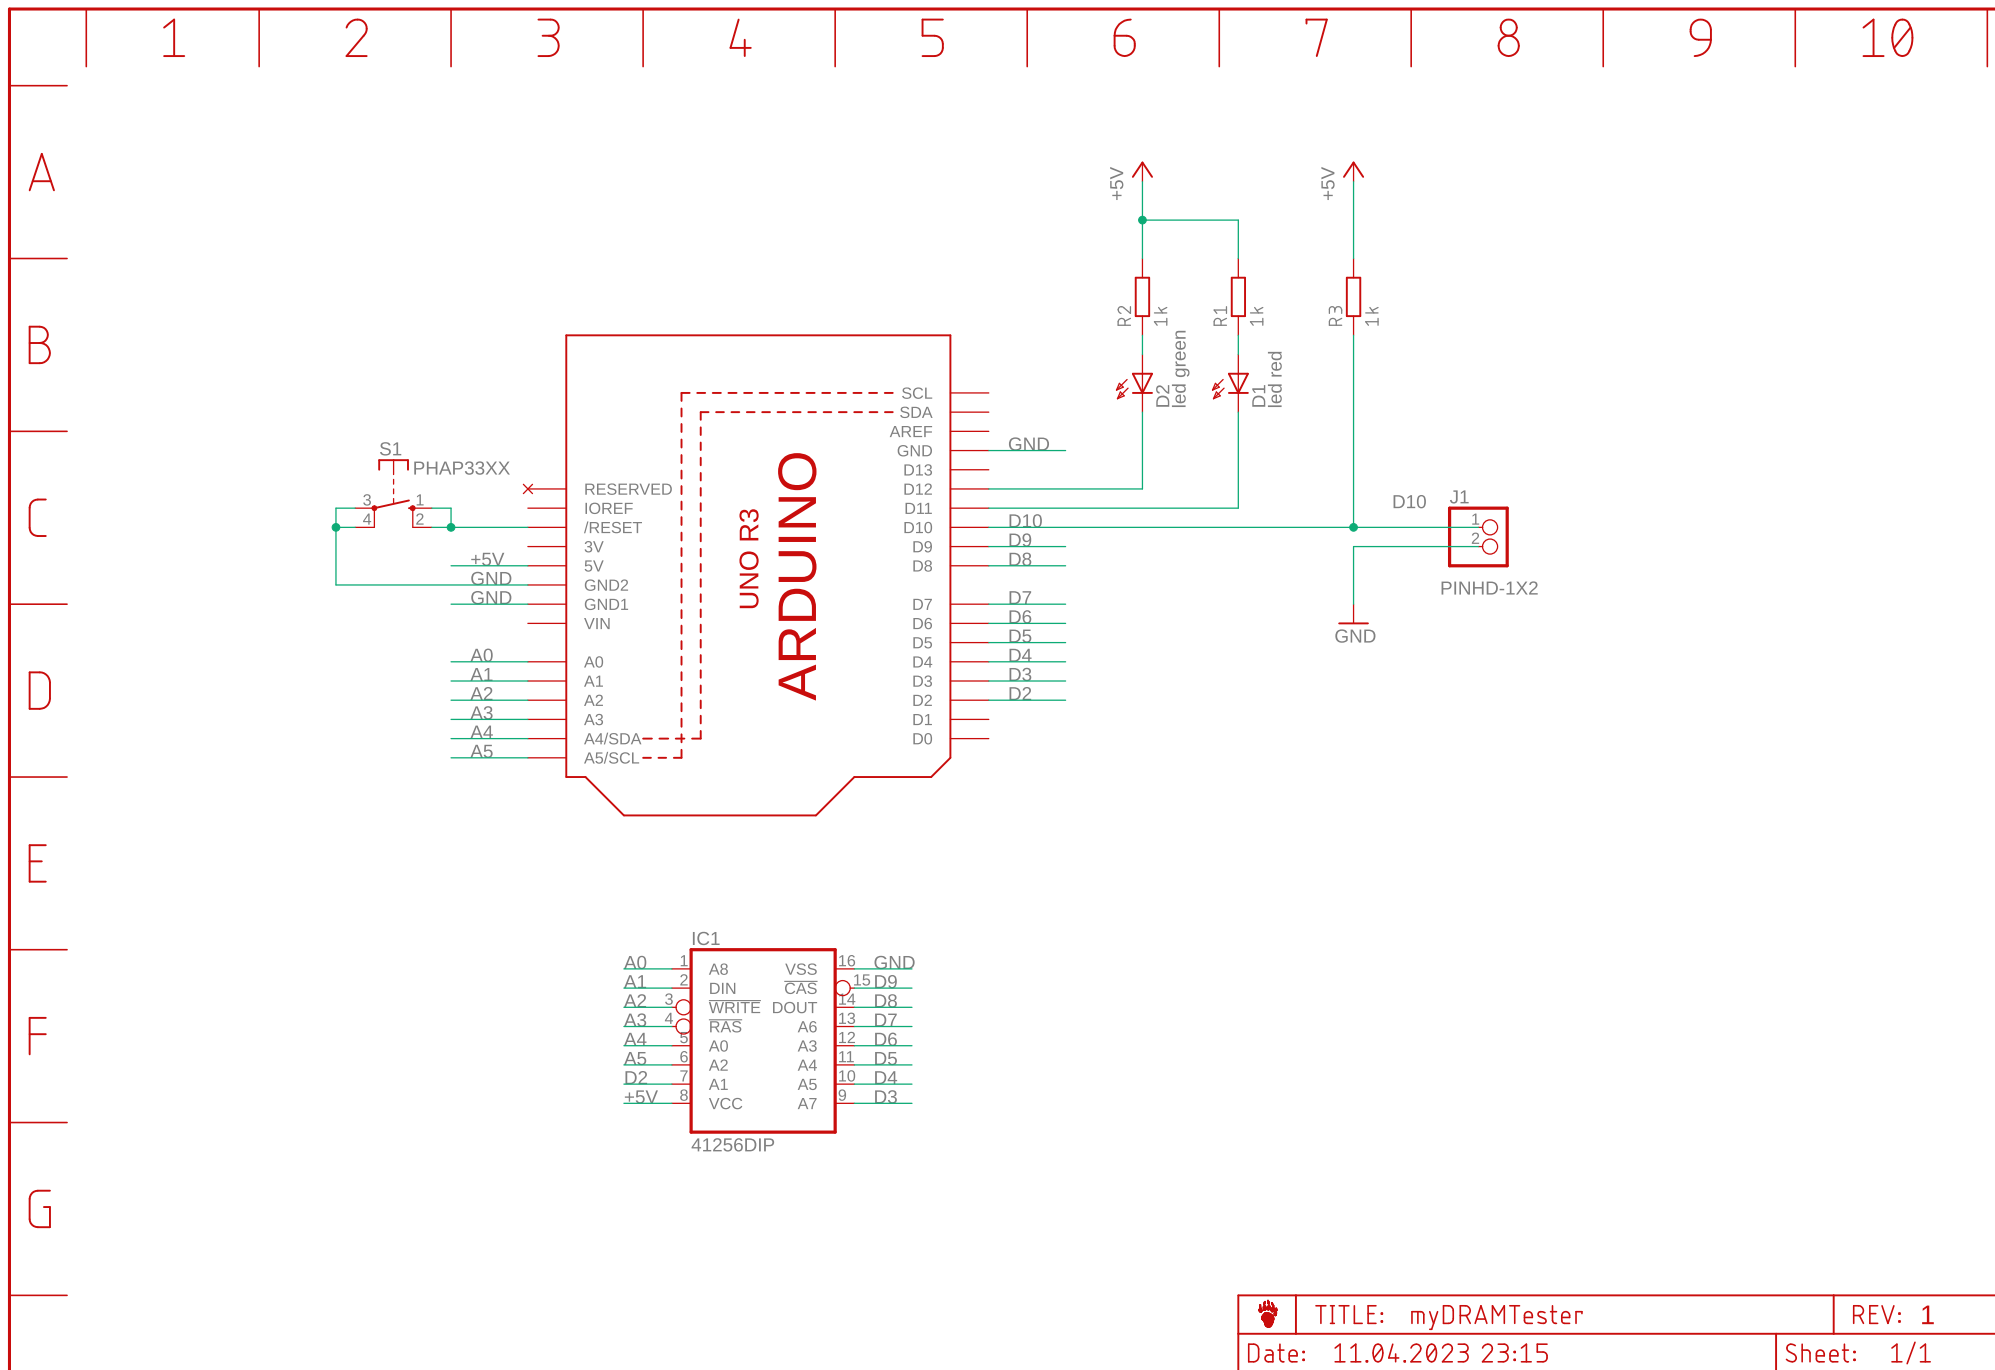 1 2 3 4 5 6 7 8 9 10
A
B
C
D
E
F
G
+5V
+5V
R2
1k
R1
1k
R3
1k
D2
led green
D1
led red
S1
PHAP33XX
3 1
4 2
RESERVED
IOREF
/RESET
3V
+5V 5V
GND GND2
GND GND1
VIN
A0 A0
A1 A1
A2 A2
A3 A3
A4 A4/SDA
A5 A5/SCL
UNO R3
ARDUINO
SCL
SDA
AREF
GND GND
D13
D12
D11
D10 D10
D9 D9
D8 D8
D7 D7
D6 D6
D5 D5
D4 D4
D3 D3
D2 D2
D1
D0
D10
J1
1
2
PINHD-1X2
GND
IC1
A0 1 A8 VSS 16 GND
A1 2 DIN CAS 15 D9
A2 3 WRITE DOUT 14 D8
A3 4 RAS A6 13 D7
A4 5 A0 A3 12 D6
A5 6 A2 A4 11 D5
D2 7 A1 A5 10 D4
+5V 8 VCC A7 9 D3
41256DIP
TITLE: myDRAMTester
REV: 1
Date: 11.04.2023 23:15
Sheet: 1/1